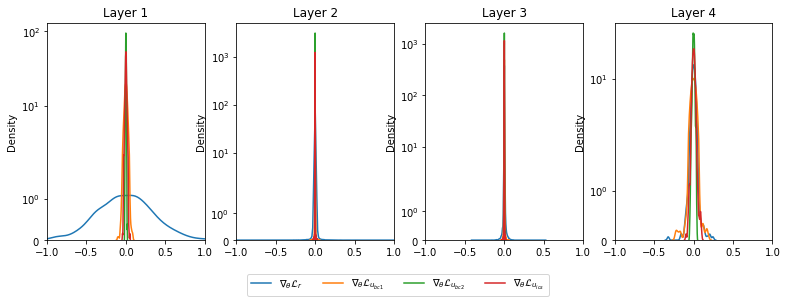 Layer 1 Layer 2 Layer 3 Layer 4
10² 10³ 10³ 10¹
10¹ 10² 10² 10⁰
10⁰ 10¹ 10¹ 0
0 10⁰ 10⁰
0 0
Density Density Density Density
−1.0 −0.5 0.0 0.5 1.0 −1.0 −0.5 0.0 0.5 1.0 −1.0 −0.5 0.0 0.5 1.0 −1.0 −0.5 0.0 0.5 1.0
∇θℒr ∇θℒu_bc1 ∇θℒu_bc2 ∇θℒu_ics